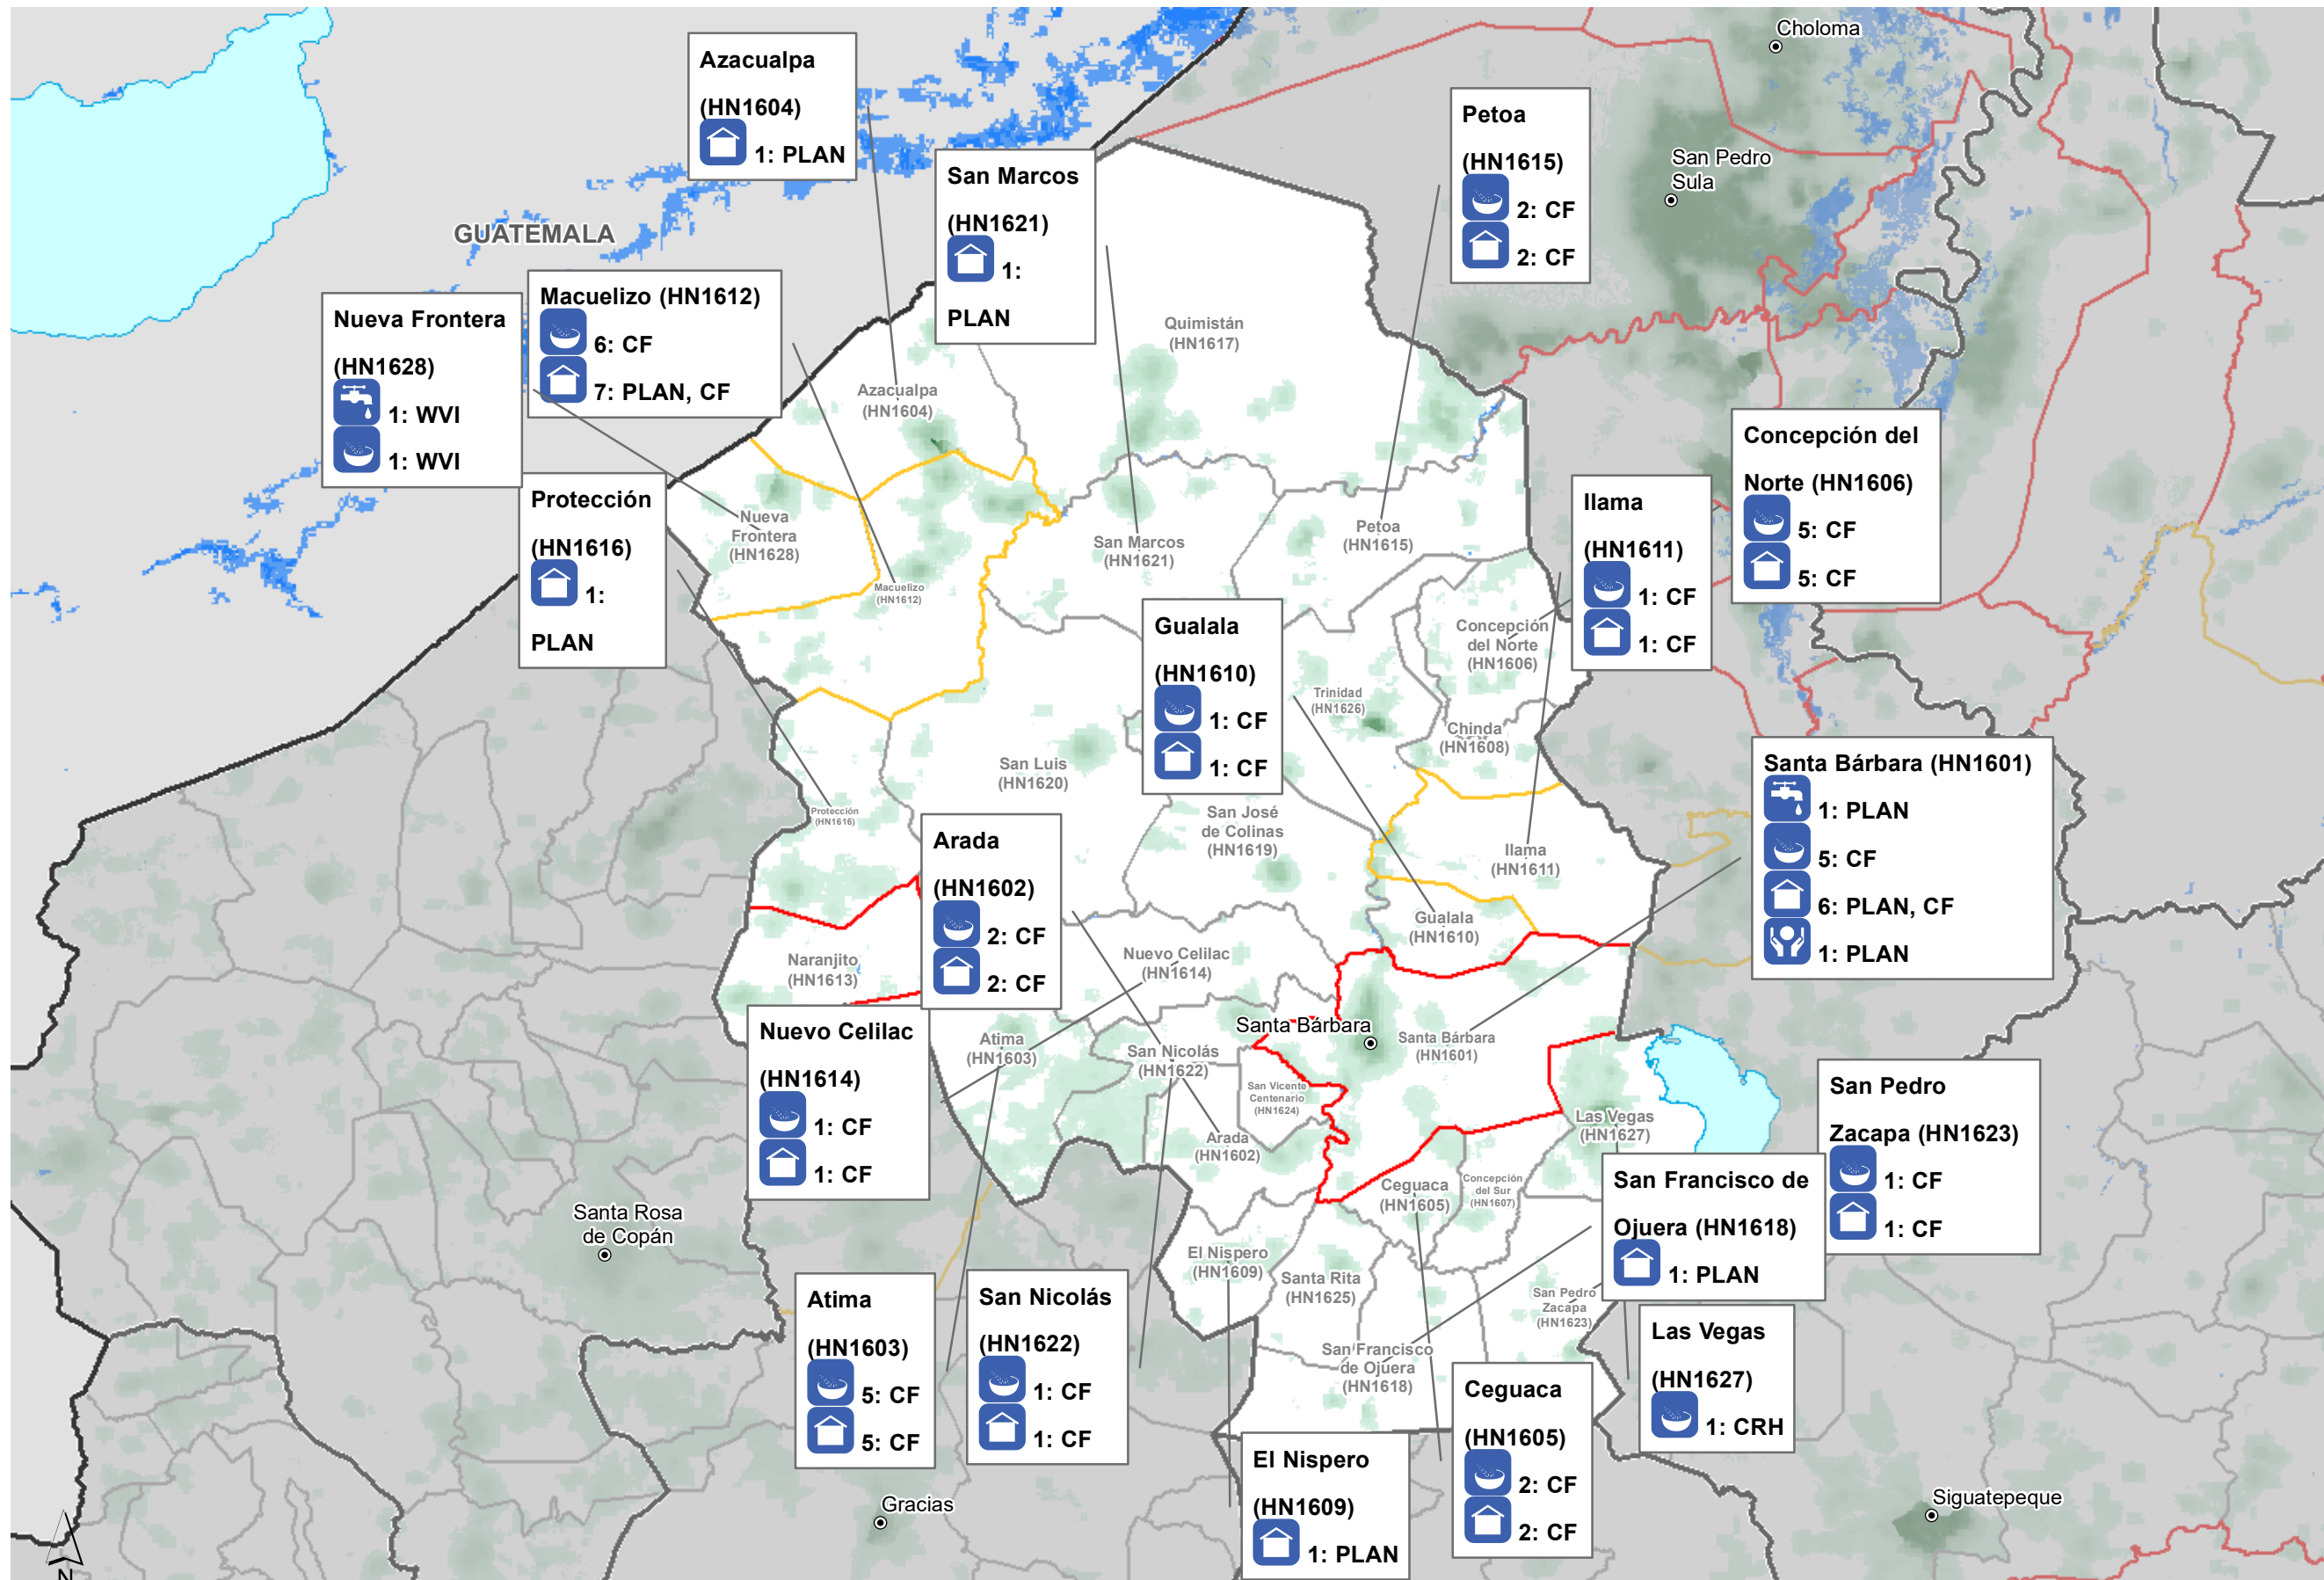 Choloma
San Pedro
Sula
GUATEMALA
Azacualpa
(HN1604)
1: PLAN
San Marcos
(HN1621)
1:
PLAN
Petoa
(HN1615)
2: CF
2: CF
Nueva Frontera
(HN1628)
1: WVI
1: WVI
Macuelizo (HN1612)
6: CF
7: PLAN, CF
Protección
(HN1616)
1:
PLAN
Concepción del
Norte (HN1606)
5: CF
5: CF
Ilama
(HN1611)
1: CF
1: CF
Gualala
(HN1610)
1: CF
1: CF
Santa Bárbara (HN1601)
1: PLAN
5: CF
6: PLAN, CF
1: PLAN
Arada
(HN1602)
2: CF
2: CF
Nuevo Celilac
(HN1614)
1: CF
1: CF
San Pedro
Zacapa (HN1623)
1: CF
1: CF
San Francisco de
Ojuera (HN1618)
1: PLAN
Las Vegas
(HN1627)
1: CRH
Atima
(HN1603)
5: CF
5: CF
San Nicolás
(HN1622)
1: CF
1: CF
Ceguaca
(HN1605)
2: CF
2: CF
El Nispero
(HN1609)
1: PLAN
Quimistán
(HN1617)
Azacualpa
(HN1604)
Nueva
Frontera
(HN1628)
Macuelizo
(HN1612)
San Marcos
(HN1621)
Petoa
(HN1615)
Concepción
del Norte
(HN1606)
Trinidad
(HN1626)
Chinda
(HN1608)
San Luis
(HN1620)
Protección
(HN1616)
San José
de Colinas
(HN1619)
Ilama
(HN1611)
Gualala
(HN1610)
Naranjito
(HN1613)
Nuevo Celilac
(HN1614)
Atima
(HN1603)
San Nicolás
(HN1622)
Santa Bárbara
Santa Bárbara
(HN1601)
San Vicente
Centenario
(HN1624)
Arada
(HN1602)
Las Vegas
(HN1627)
Ceguaca
(HN1605)
Concepción
del Sur
(HN1607)
El Nispero
(HN1609)
Santa Rita
(HN1625)
San Pedro
Zacapa
(HN1623)
San Francisco
de Ojuera
(HN1618)
Santa Rosa
de Copán
Gracias
Siguatepeque
N